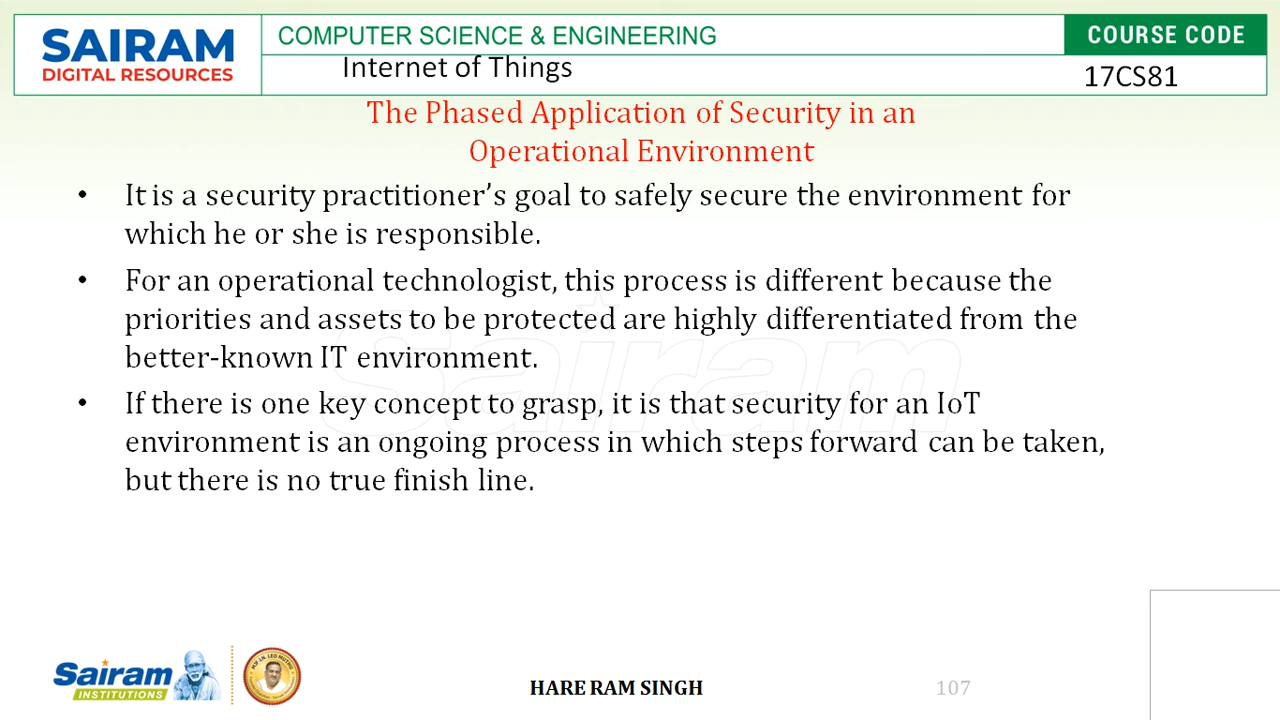 SAIRAM
DIGITAL RESOURCES
COMPUTER SCIENCE & ENGINEERING
COURSE CODE
Internet of Things
17CS81
The Phased Application of Security in an
Operational Environment
• It is a security practitioner’s goal to safely secure the environment for
which he or she is responsible.
• For an operational technologist, this process is different because the
priorities and assets to be protected are highly differentiated from the
better-known IT environment.
• If there is one key concept to grasp, it is that security for an IoT
environment is an ongoing process in which steps forward can be taken,
but there is no true finish line.
Sairam
Sairam
INSTITUTIONS
MJF. LN. LEO MUTHU
HARE RAM SINGH
107